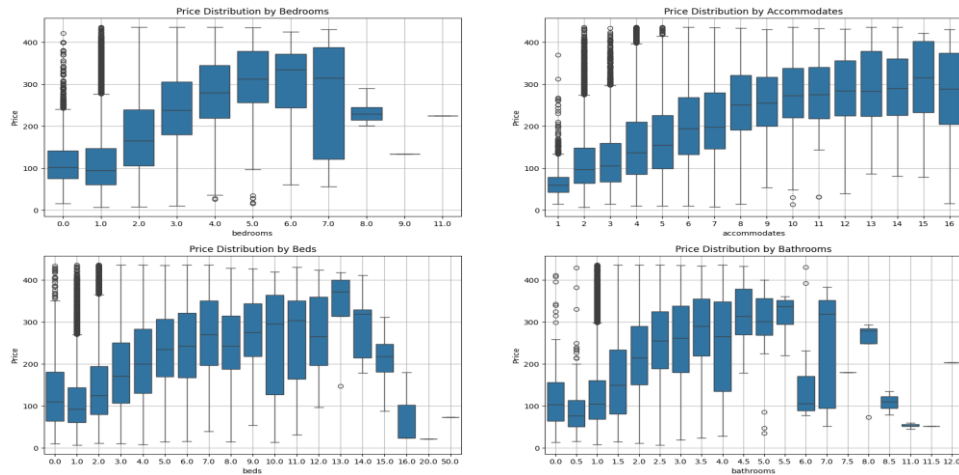 Price Distribution by Bedrooms
Price
400
300
200
100
0
0.0 1.0 2.0 3.0 4.0 5.0 6.0 7.0 8.0 9.0 11.0
bedrooms
Price Distribution by Accommodates
Price
400
300
200
100
0
1 2 3 4 5 6 7 8 9 10 11 12 13 14 15 16
accommodates
Price Distribution by Beds
Price
400
300
200
100
0
0.0 1.0 2.0 3.0 4.0 5.0 6.0 7.0 8.0 9.0 10.0 11.0 12.0 13.0 14.0 15.0 16.0 20.0 50.0
beds
Price Distribution by Bathrooms
Price
400
300
200
100
0
0.0 0.5 1.0 1.5 2.0 2.5 3.0 3.5 4.0 4.5 5.0 5.5 6.0 7.0 7.5 8.0 8.5 11.0 11.5 12.0
bathrooms